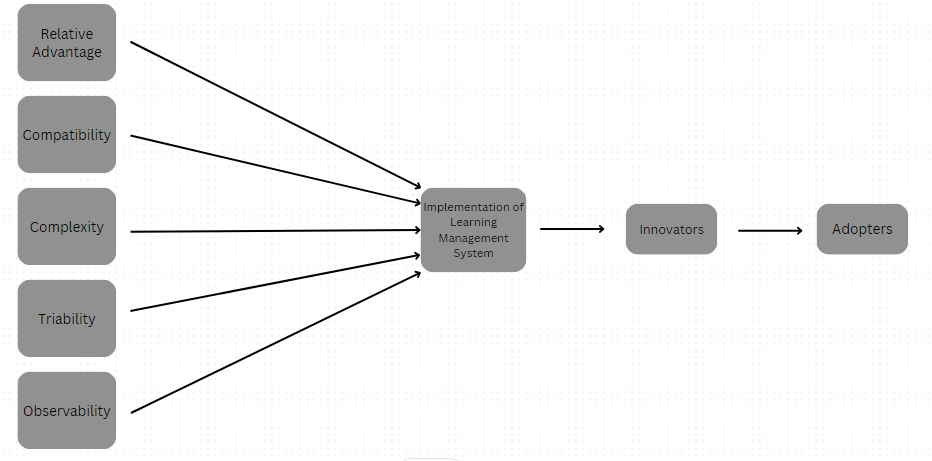 Relative
Advantage
Compatibility
Complexity
Triability
Observability
Implementation of
Learning
Management
System
Innovators
Adopters